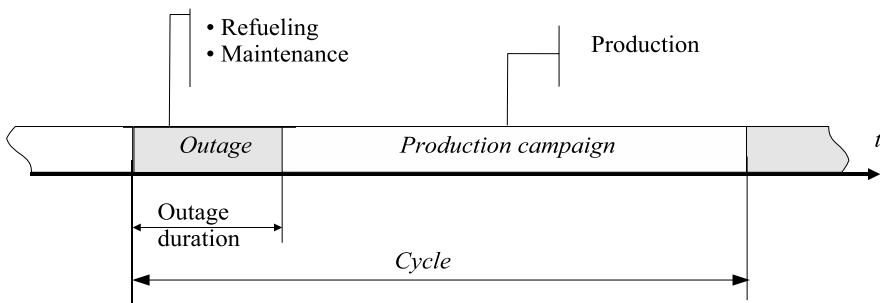 • Refueling
• Maintenance
Production
Outage
Production campaign
t
Outage
duration
Cycle